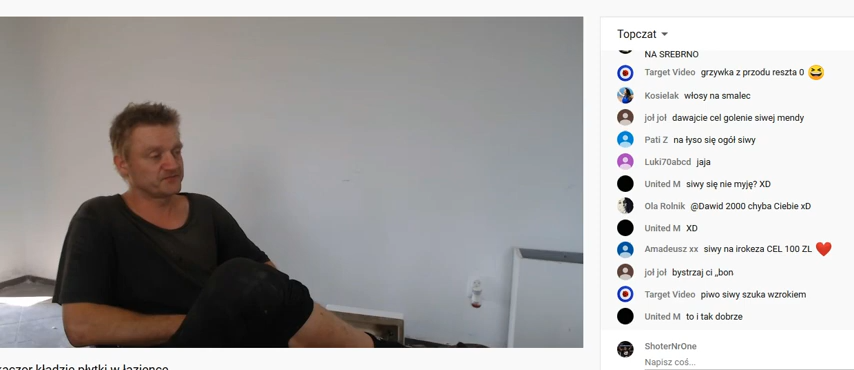 Topczat
NA SREBRNO
Target Video grzywka z przodu reszta 0 😆
Kosielak włosy na smalec
joł joł dawajcie cel golenie siwej mendy
Pati Z na łyso się ogół siwy
Luki70abcd jaja
United M siwy się nie myję? XD
Ola Rolnik @Dawid 2000 chyba Ciebie xD
United M XD
Amadeusz xx siwy na irokeza CEL 100 ZL ❤️
joł joł bystrzaj ci „bon
Target Video piwo siwy szuka wzrokiem
United M to i tak dobrze
ShoterNrOne
Napisz coś...
kaczor kładzie płytki w łazience